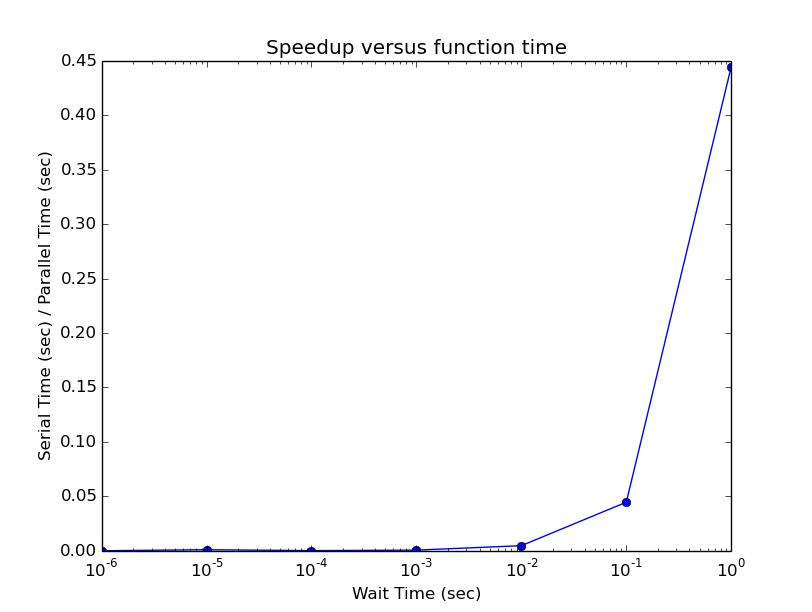 Speedup versus function time
Serial Time (sec) / Parallel Time (sec)
0.45
0.40
0.35
0.30
0.25
0.20
0.15
0.10
0.05
0.00
10^-6 10^-5 10^-4 10^-3 10^-2 10^-1 10^0
Wait Time (sec)